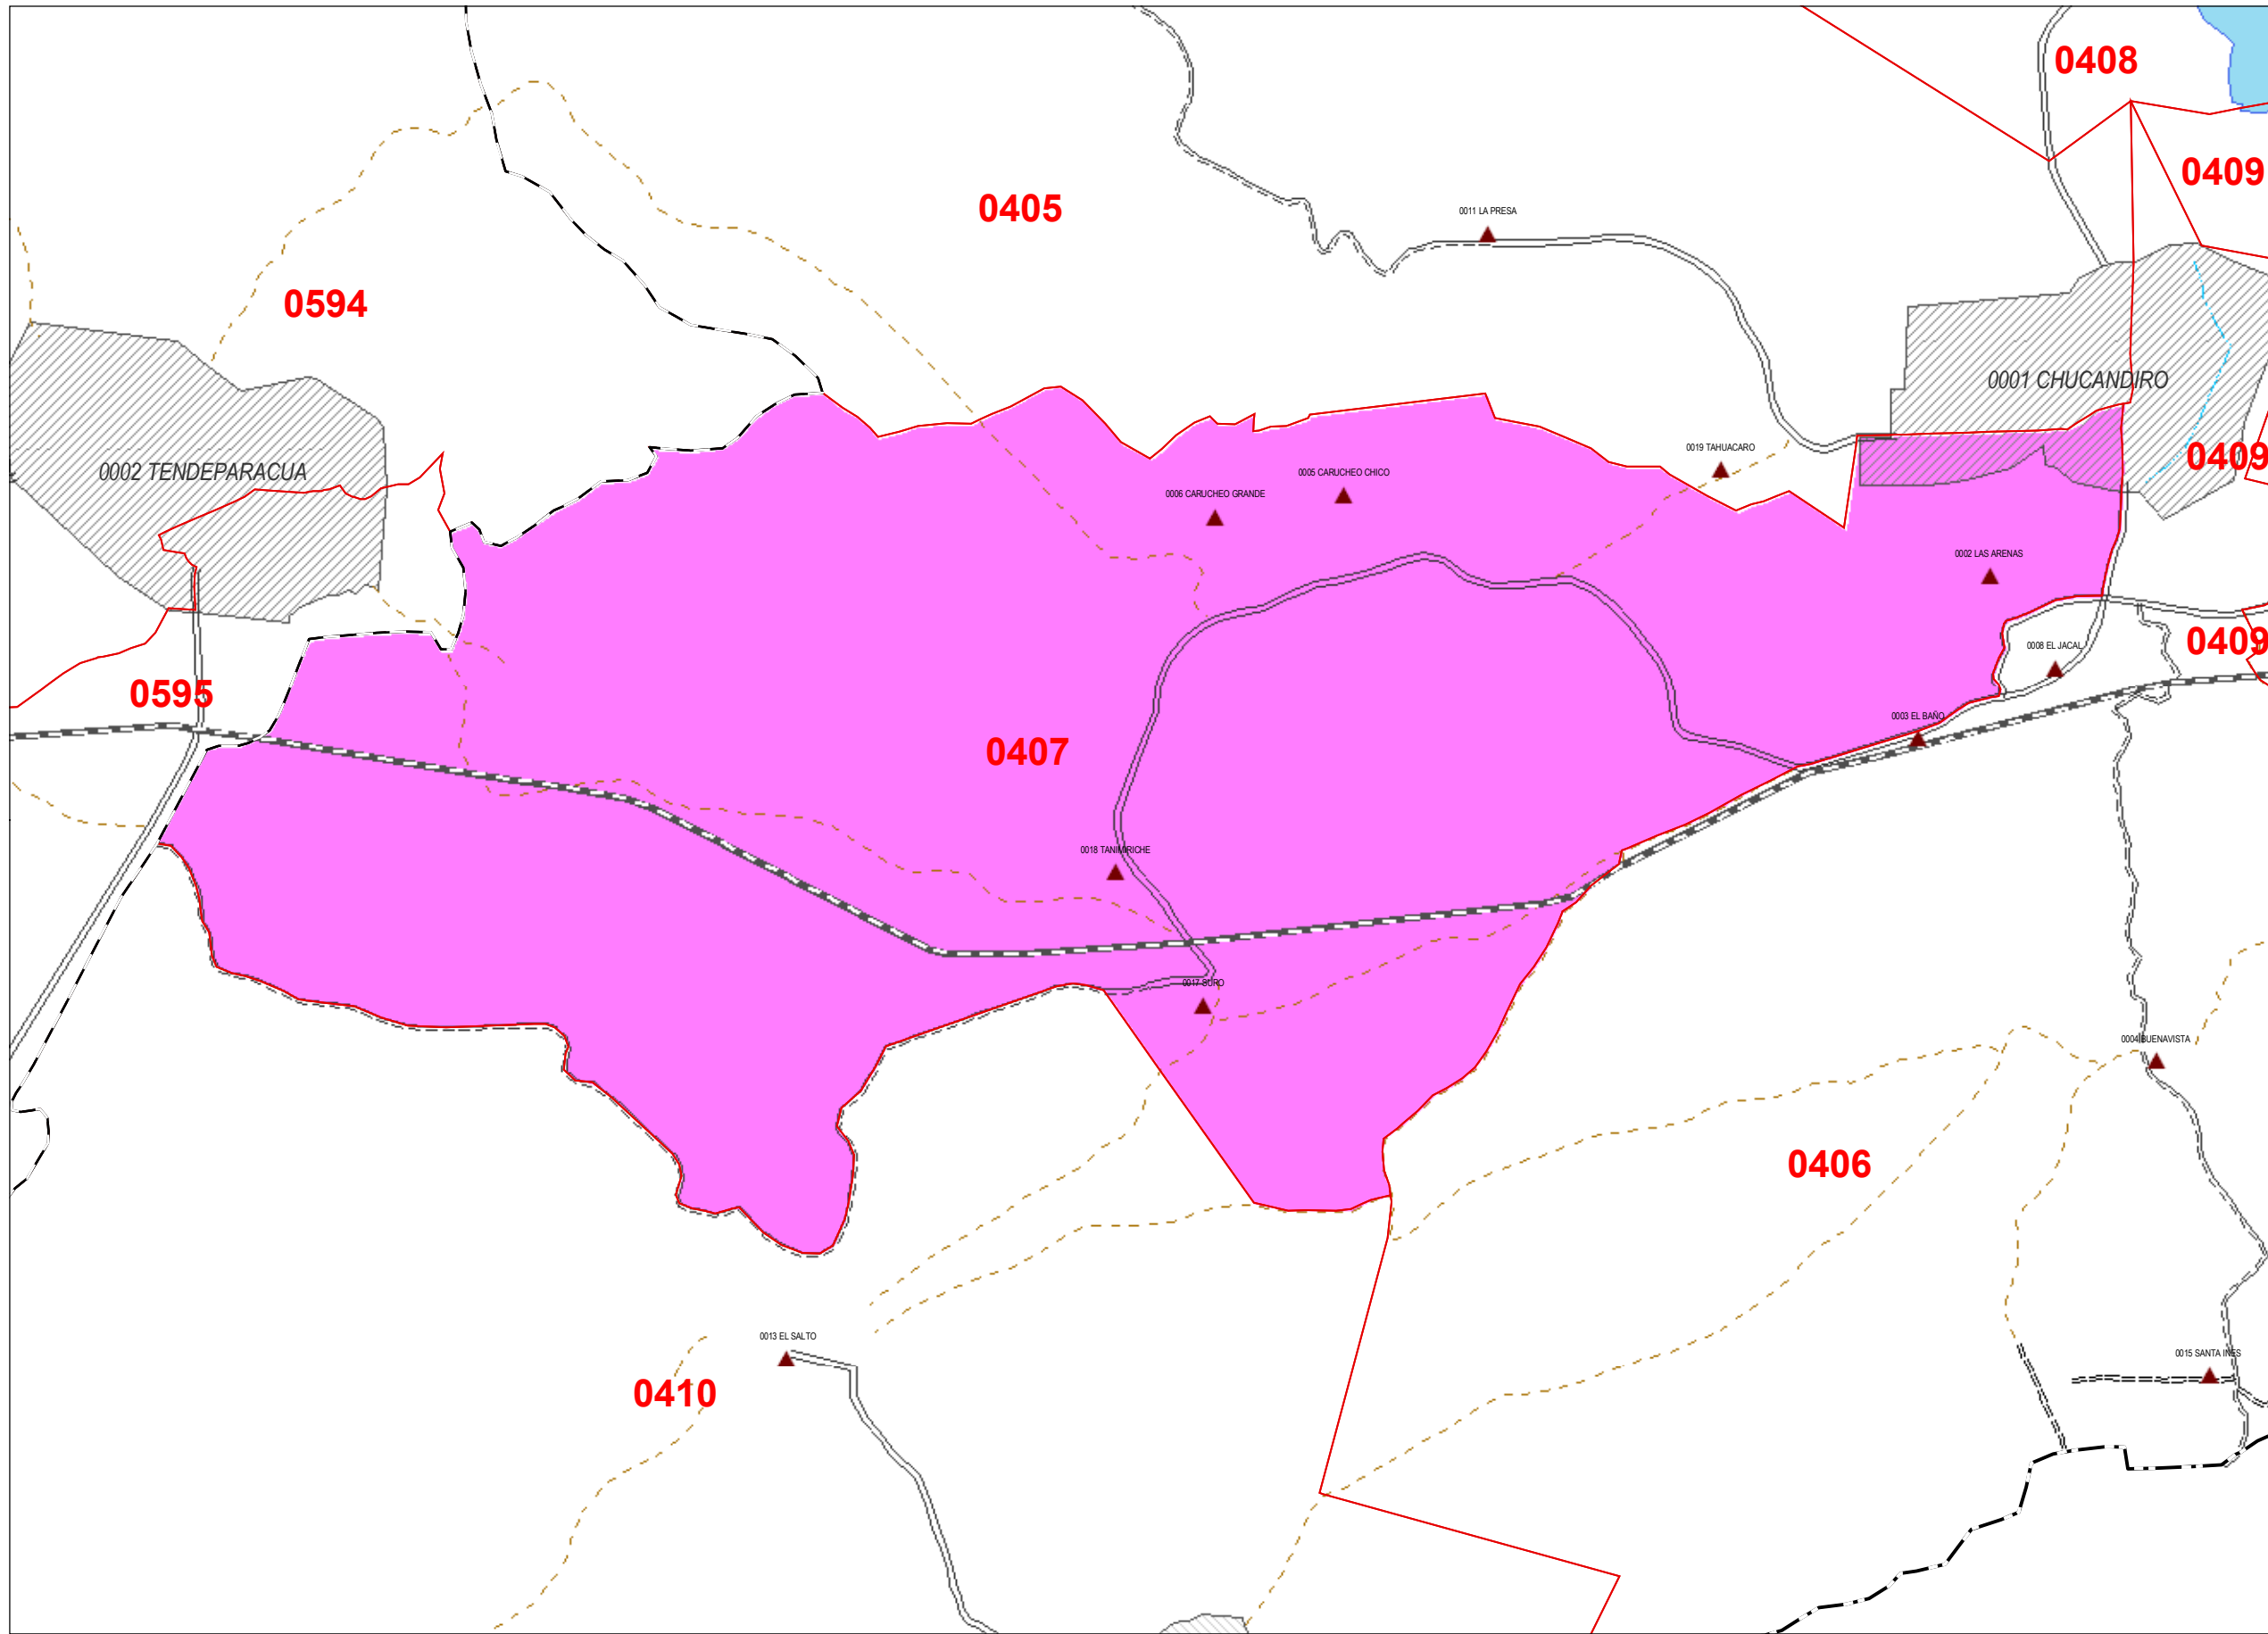 0408
0409
0405
0011 LA PRESA
0594
0001 CHUCANDIRO
0019 TAHUACARO
0409
0002 TENDEPARACUA
0005 CARUCHEO CHICO
0006 CARUCHEO GRANDE
0002 LAS ARENAS
0409
0008 EL JACAL
0595
0003 EL BAÑO
0407
0018 TANIMIRICHE
0017 SURO
0004 BUENAVISTA
0406
0013 EL SALTO
0015 SANTA INES
0410